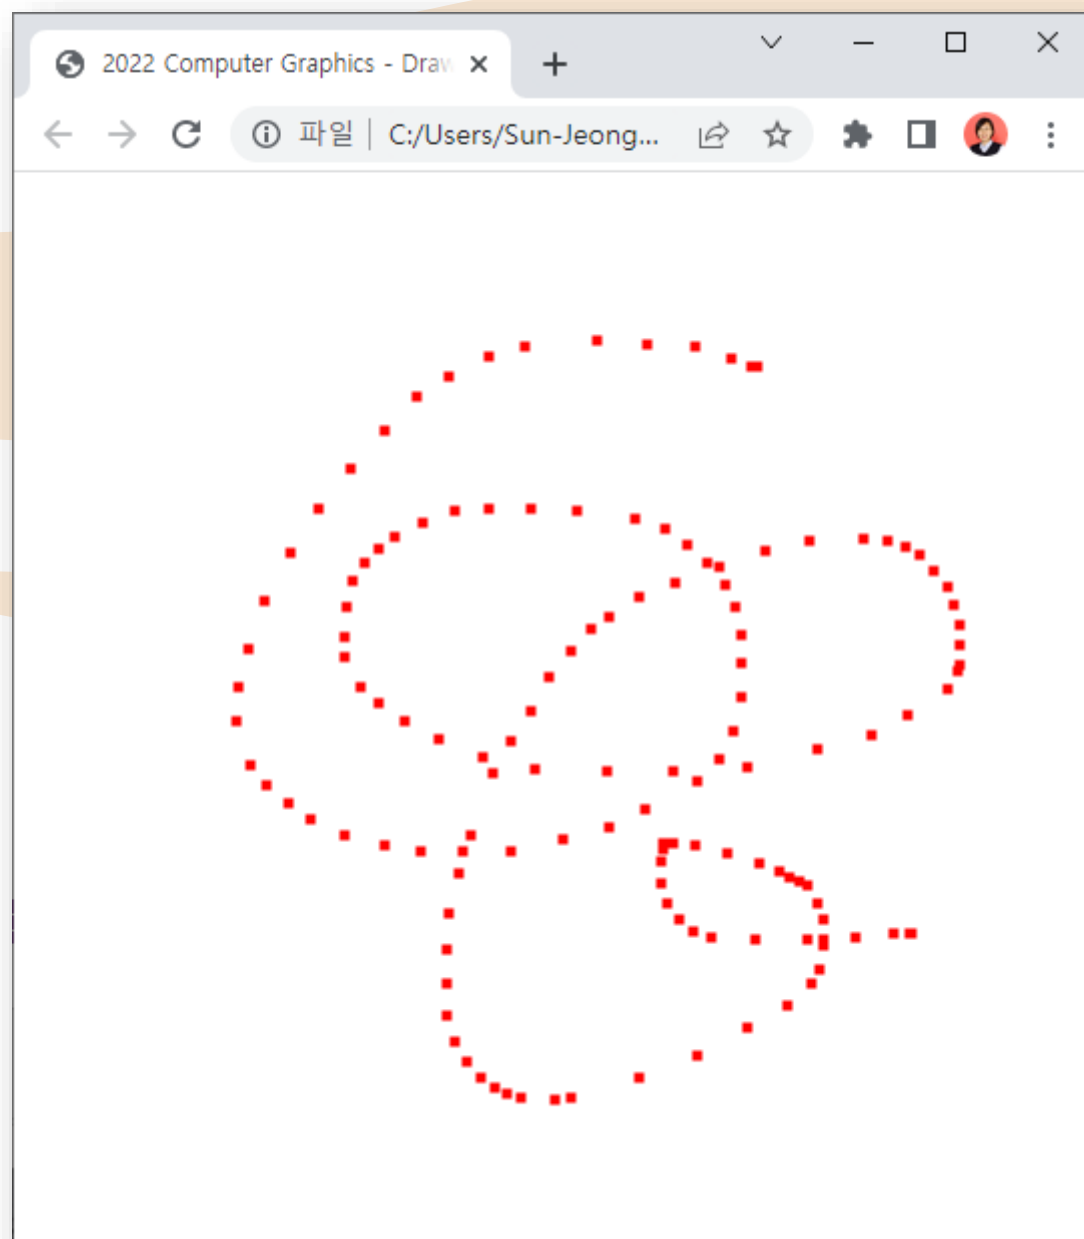 2022 Computer Graphics - Draw
파일 C:/Users/Sun-Jeong...